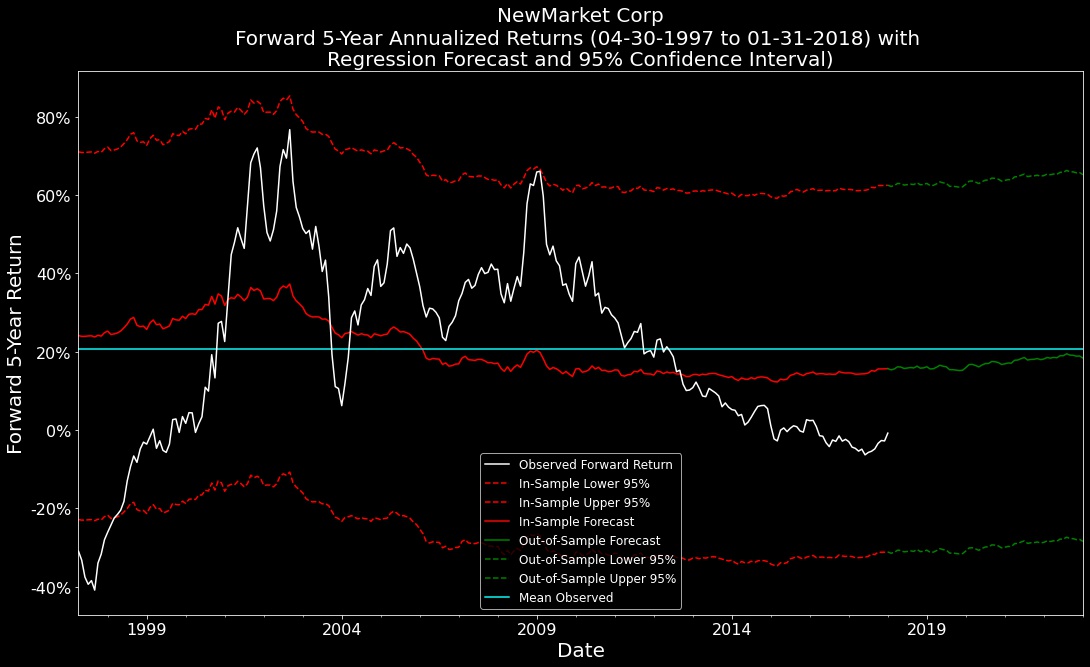 NewMarket Corp
Forward 5-Year Annualized Returns (04-30-1997 to 01-31-2018) with
Regression Forecast and 95% Confidence Interval)
Forward 5-Year Return
80%
60%
40%
20%
0%
-20%
-40%
Observed Forward Return
In-Sample Lower 95%
In-Sample Upper 95%
In-Sample Forecast
Out-of-Sample Forecast
Out-of-Sample Lower 95%
Out-of-Sample Upper 95%
Mean Observed
1999
2004
2009
2014
2019
Date